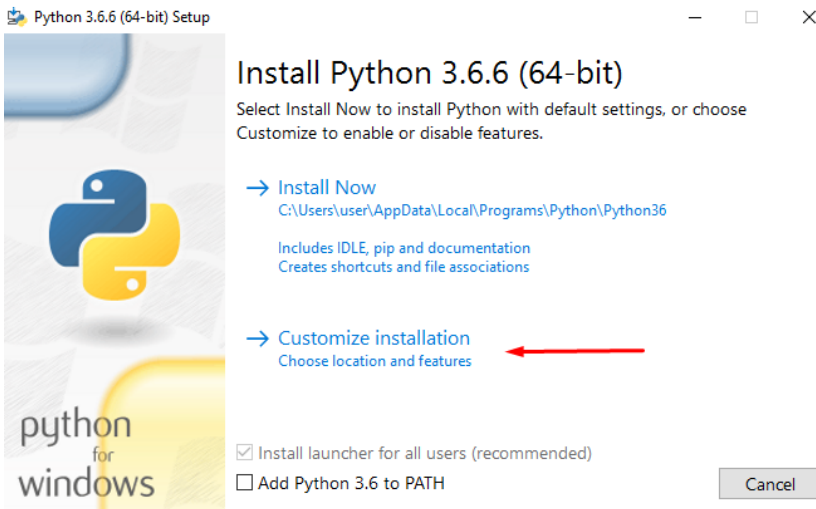 Python 3.6.6 (64-bit) Setup
Install Python 3.6.6 (64-bit)
Select Install Now to install Python with default settings, or choose
Customize to enable or disable features.
Install Now
C:\Users\user\AppData\Local\Programs\Python\Python36
Includes IDLE, pip and documentation
Creates shortcuts and file associations
Customize installation
Choose location and features
python
for
windows
Install launcher for all users (recommended)
Add Python 3.6 to PATH
Cancel